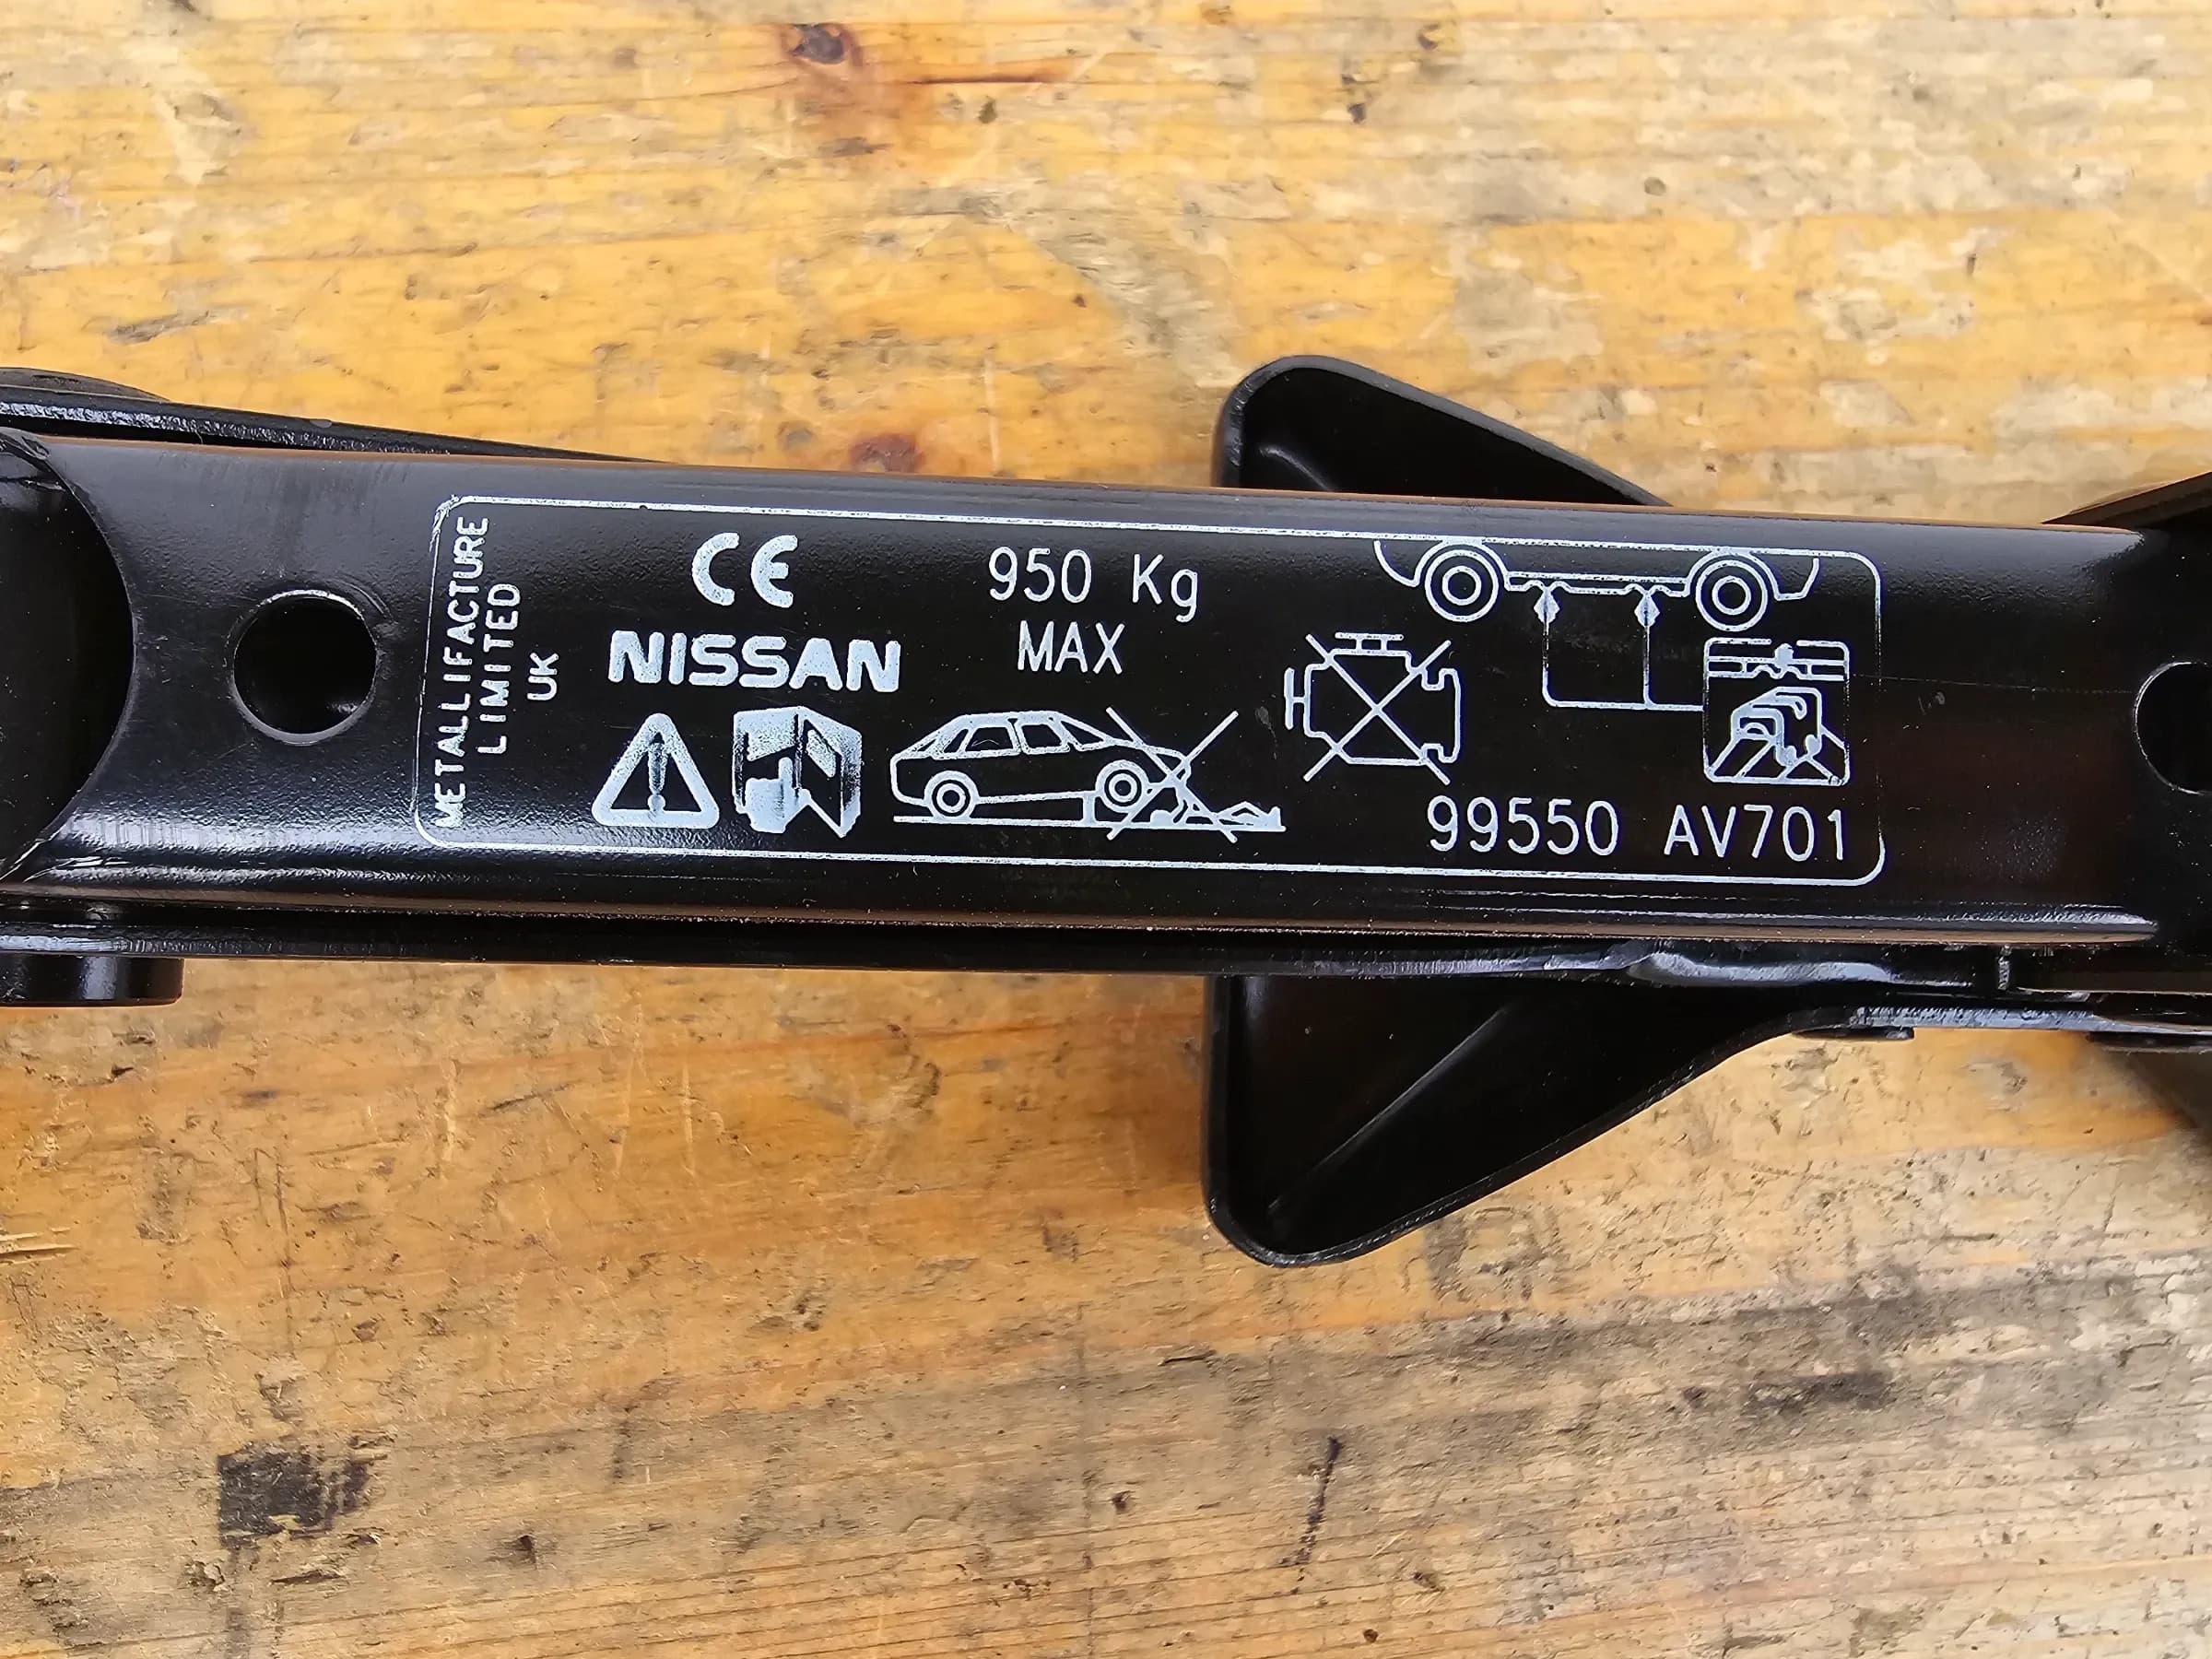 METALLIFACTURE
LIMITED
UK
CE
NISSAN
950 Kg
MAX
99550 AV701